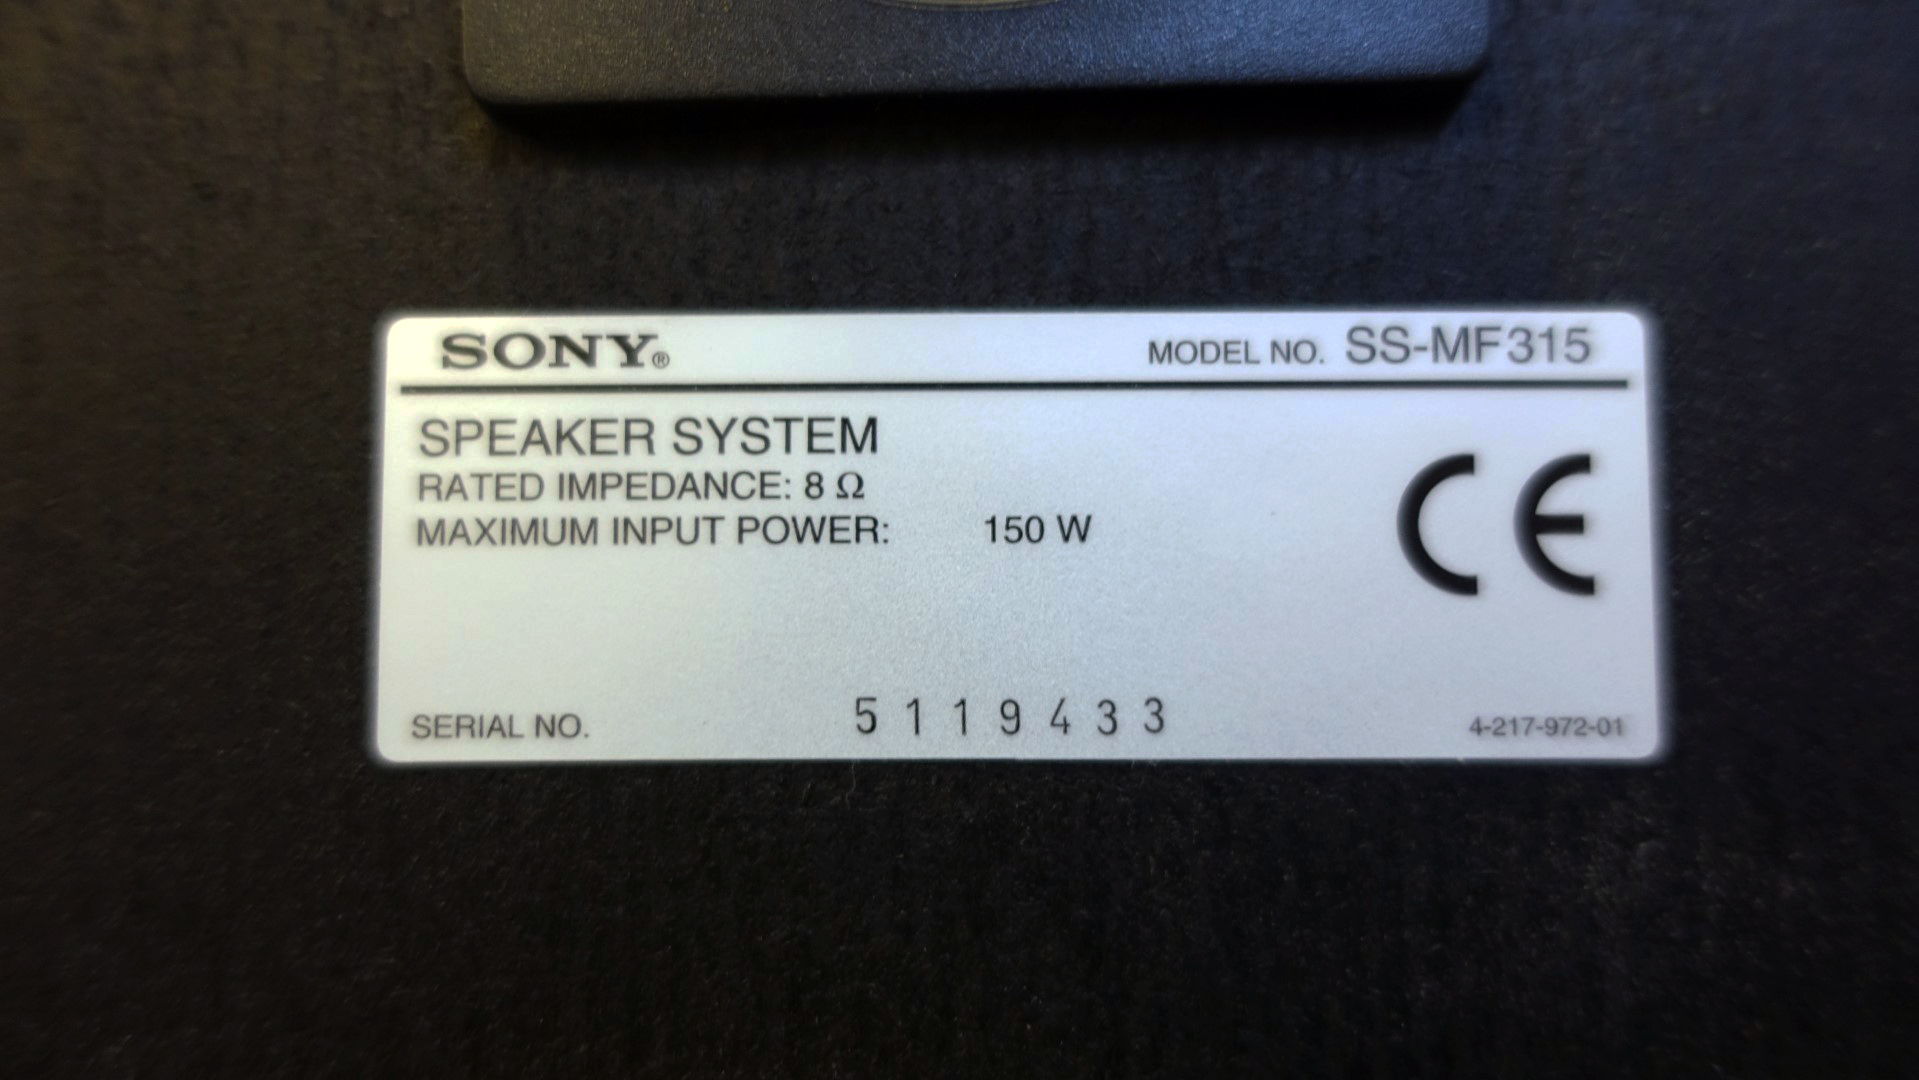 SONY®
MODEL NO. SS-MF315
SPEAKER SYSTEM
RATED IMPEDANCE: 8 Ω
MAXIMUM INPUT POWER: 150 W
CE
SERIAL NO. 5119433 4-217-972-01